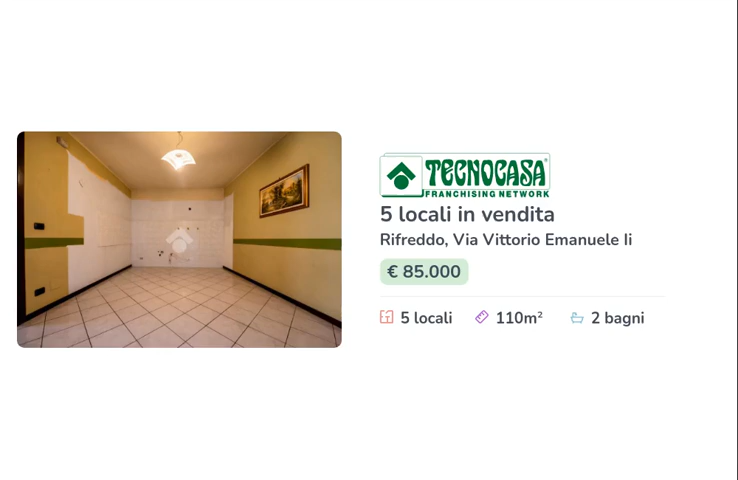 TECNOCASA®
FRANCHISING NETWORK
5 locali in vendita
Rifreddo, Via Vittorio Emanuele Ii
€ 85.000
5 locali 110m² 2 bagni